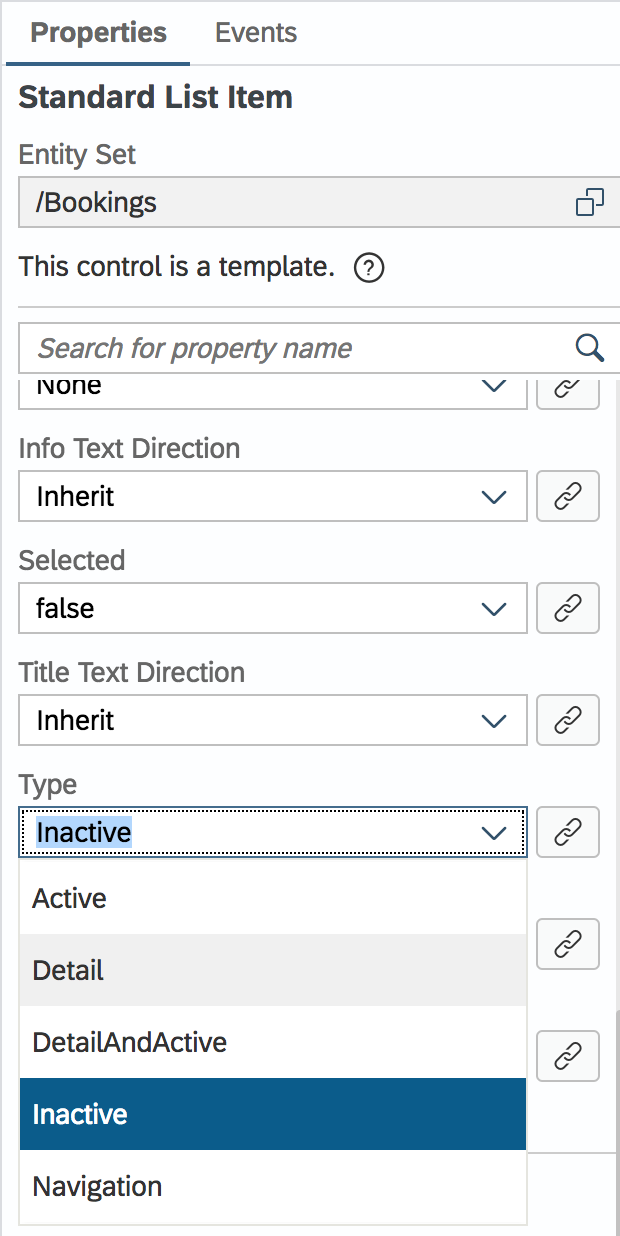 Properties Events
Standard List Item
Entity Set
/Bookings
This control is a template. ?
Search for property name
None
Info Text Direction
Inherit
Selected
false
Title Text Direction
Inherit
Type
Inactive
Active
Detail
DetailAndActive
Inactive
Navigation